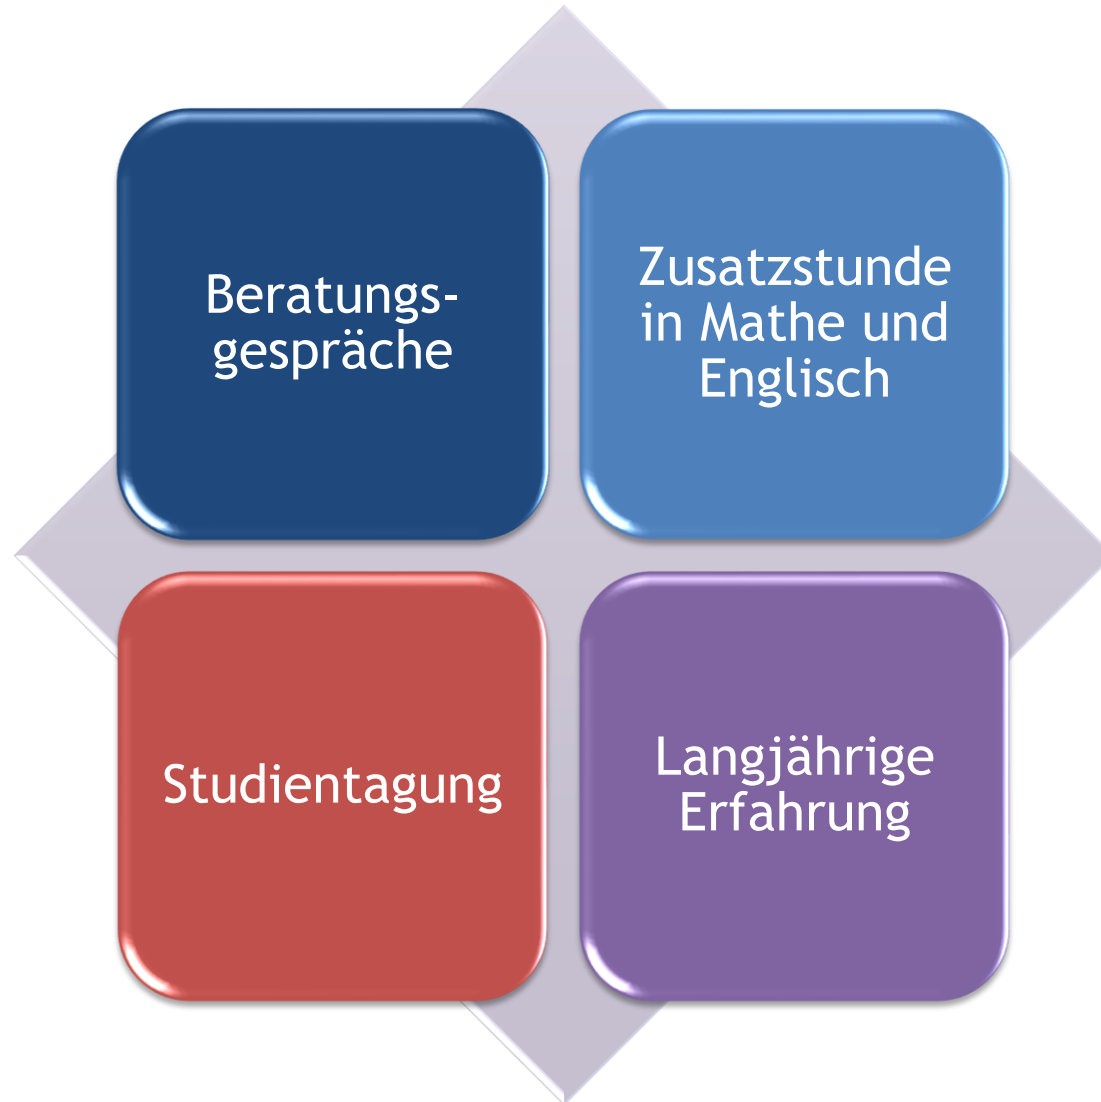 Beratungs-
gespräche
Zusatzstunde
in Mathe und
Englisch
Studientagung
Langjährige
Erfahrung